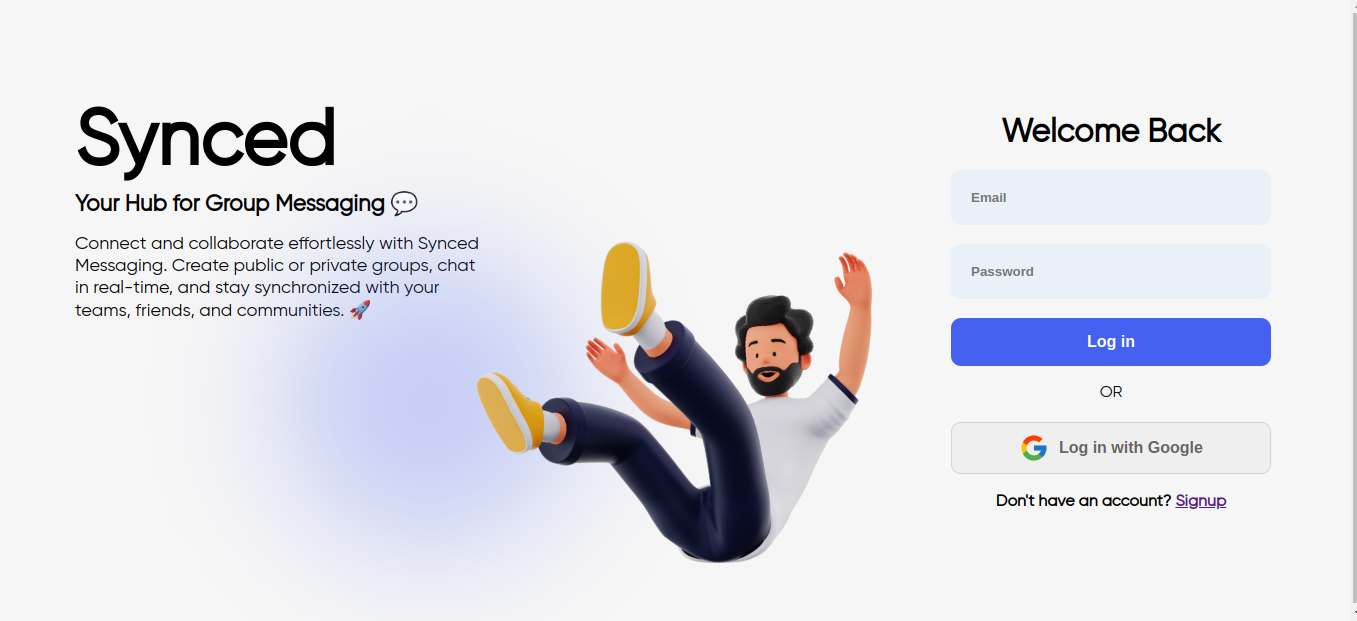 Synced
Your Hub for Group Messaging 💬
Connect and collaborate effortlessly with Synced
Messaging. Create public or private groups, chat
in real-time, and stay synchronized with your
teams, friends, and communities. 🚀
Welcome Back
Email
Password
Log in
OR
Log in with Google
Don't have an account? Signup